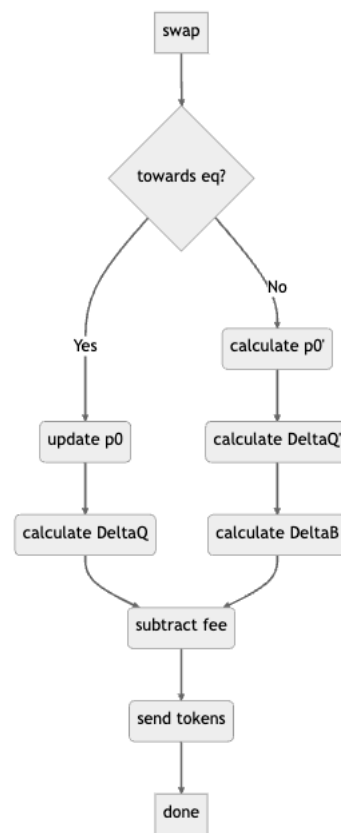 swap
towards eq?
No
Yes
calculate p0'
update p0
calculate DeltaQ'
calculate DeltaQ
calculate DeltaB
subtract fee
send tokens
done